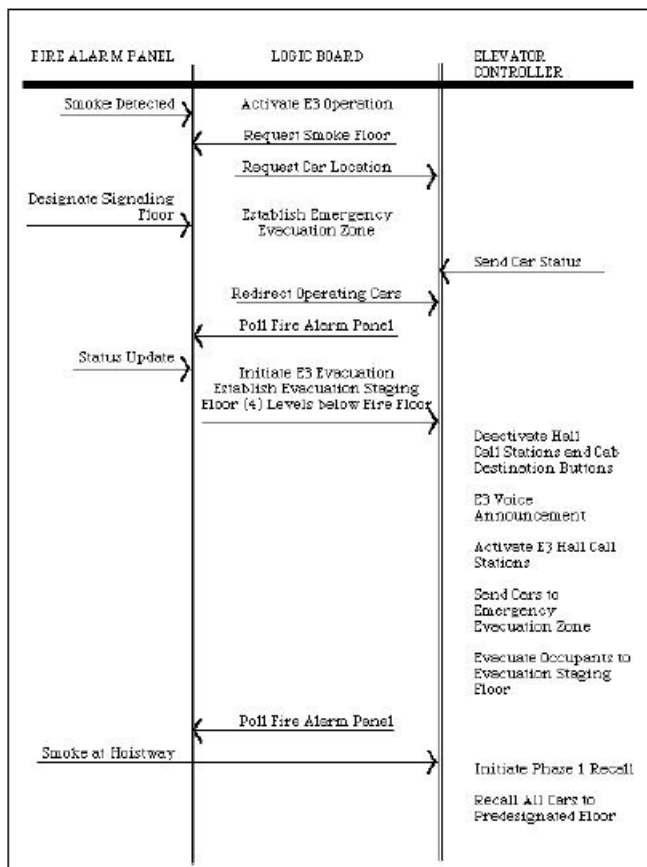 FIRE ALARM PANEL
LOGIC BOARD
ELEVATOR
CONTROLLER
Smoke Detected
Activate E3 Operation
Request Smoke Floor
Request Car Location
Designate Signaling
Floor
Establish Emergency
Evacuation Zone
Send Car Status
Redirect Operating Cars
Poll Fire Alarm Panel
Status Update
Initiate E3 Evacuation
Establish Evacuation Staging
Floor (4) Levels below Fire Floor
Deactivate Hall
Call Stations and Cab
Destination Buttons
E3 Voice
Announcement
Activate E3 Hall Call
Stations
Send Cars to
Emergency
Evacuation Zone
Evacuate Occupants to
Evacuation Staging
Floor
Poll Fire Alarm Panel
Smoke at Hoistway
Initiate Phase 1 Recall
Recall All Cars to
Predesignated Floor